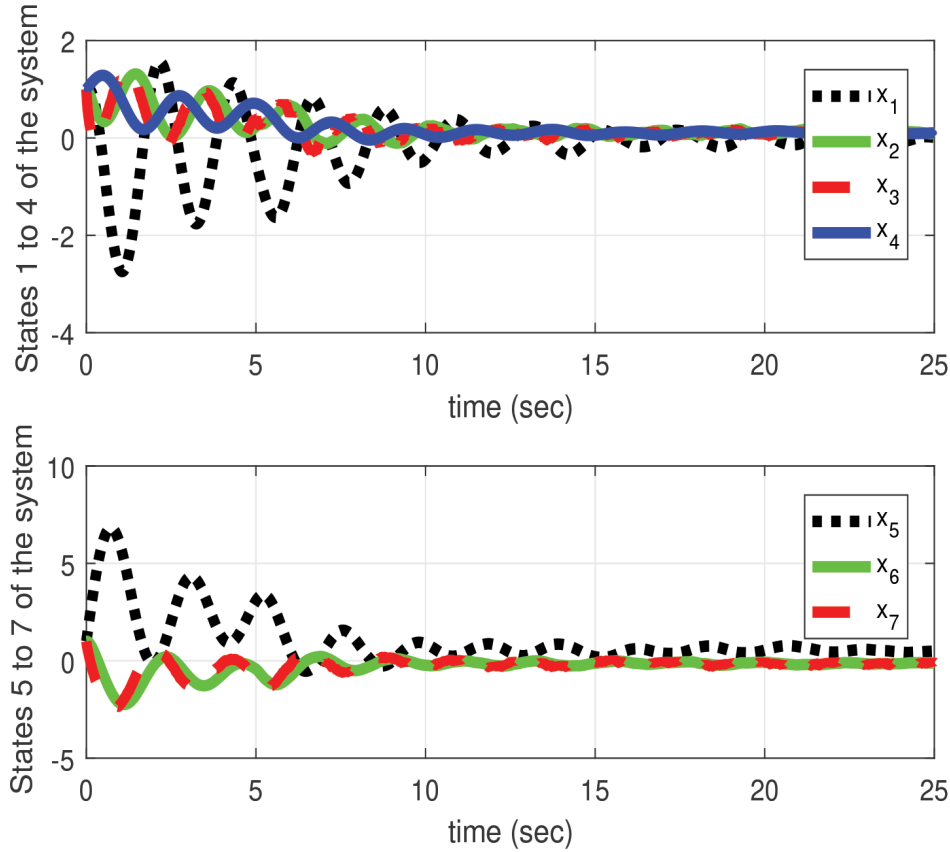 States 1 to 4 of the system
2
0
-2
-4
x1
x2
x3
x4
0 5 10 15 20 25
time (sec)
States 5 to 7 of the system
10
5
0
-5
x5
x6
x7
0 5 10 15 20 25
time (sec)